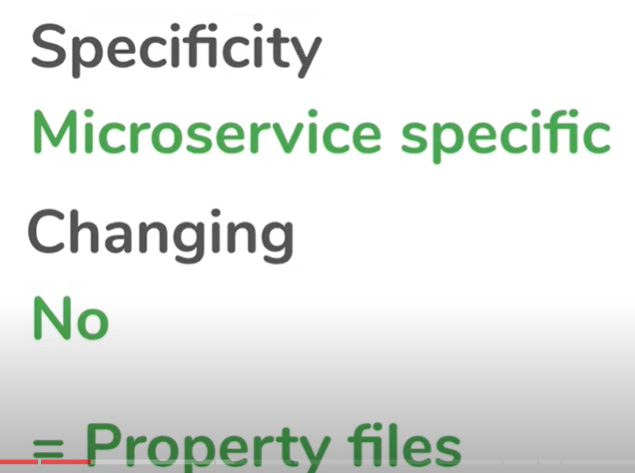 Specificity
Microservice specific
Changing
No
= Property files